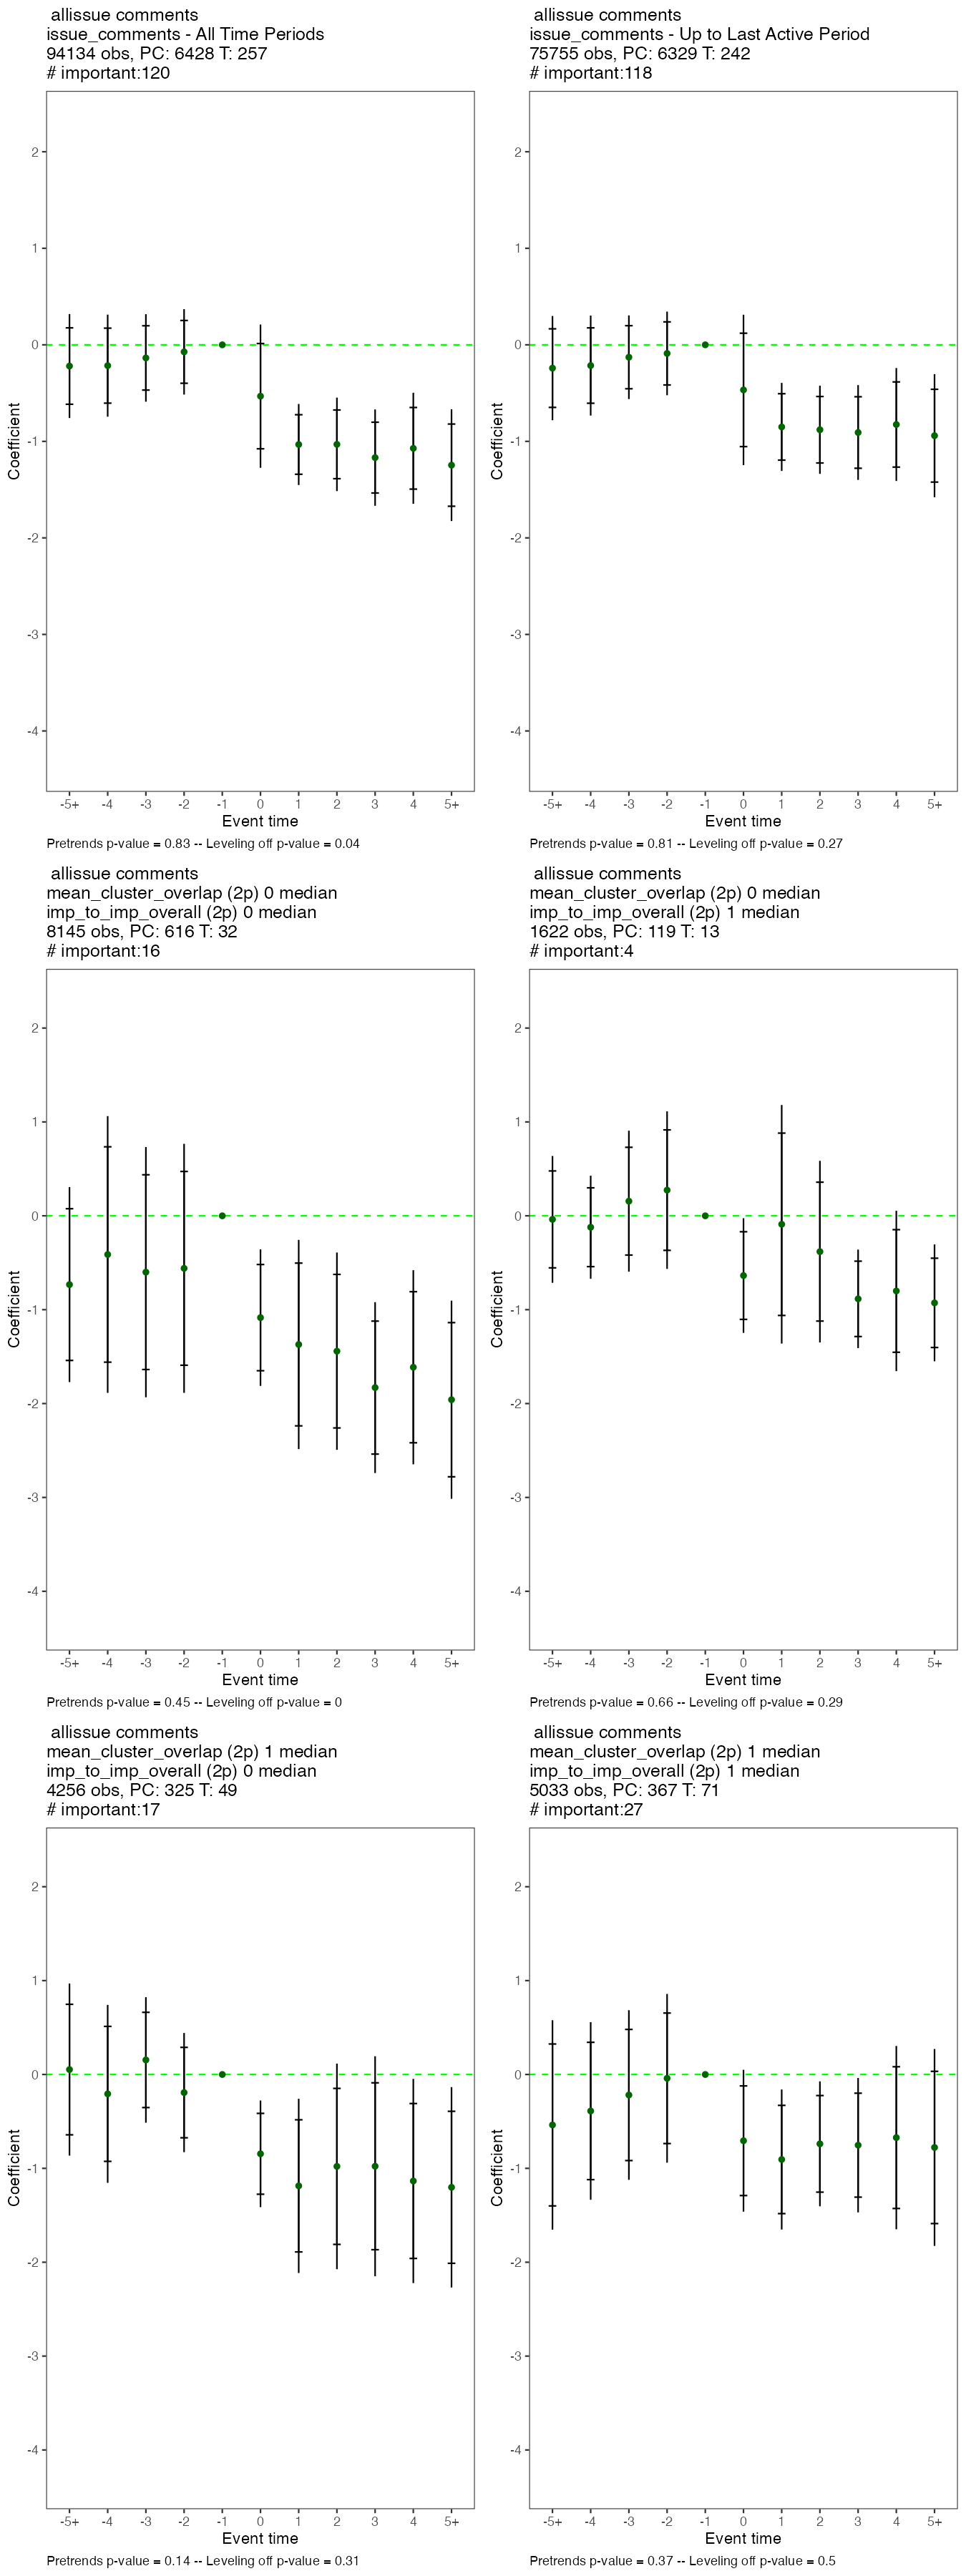 allissue comments
issue_comments - All Time Periods
94134 obs, PC: 6428 T: 257
# important:120
2
1
0
-1
-2
-3
-4
Coefficient
-5+ -4 -3 -2 -1 0 1 2 3 4 5+
Event time
Pretrends p-value = 0.83 -- Leveling off p-value = 0.04
allissue comments
issue_comments - Up to Last Active Period
75755 obs, PC: 6329 T: 242
# important:118
2
1
0
-1
-2
-3
-4
Coefficient
-5+ -4 -3 -2 -1 0 1 2 3 4 5+
Event time
Pretrends p-value = 0.81 -- Leveling off p-value = 0.27
allissue comments
mean_cluster_overlap (2p) 0 median
imp_to_imp_overall (2p) 0 median
8145 obs, PC: 616 T: 32
# important:16
2
1
0
-1
-2
-3
-4
Coefficient
-5+ -4 -3 -2 -1 0 1 2 3 4 5+
Event time
Pretrends p-value = 0.45 -- Leveling off p-value = 0
allissue comments
mean_cluster_overlap (2p) 0 median
imp_to_imp_overall (2p) 1 median
1622 obs, PC: 119 T: 13
# important:4
2
1
0
-1
-2
-3
-4
Coefficient
-5+ -4 -3 -2 -1 0 1 2 3 4 5+
Event time
Pretrends p-value = 0.66 -- Leveling off p-value = 0.29
allissue comments
mean_cluster_overlap (2p) 1 median
imp_to_imp_overall (2p) 0 median
4256 obs, PC: 325 T: 49
# important:17
2
1
0
-1
-2
-3
-4
Coefficient
-5+ -4 -3 -2 -1 0 1 2 3 4 5+
Event time
Pretrends p-value = 0.14 -- Leveling off p-value = 0.31
allissue comments
mean_cluster_overlap (2p) 1 median
imp_to_imp_overall (2p) 1 median
5033 obs, PC: 367 T: 71
# important:27
2
1
0
-1
-2
-3
-4
Coefficient
-5+ -4 -3 -2 -1 0 1 2 3 4 5+
Event time
Pretrends p-value = 0.37 -- Leveling off p-value = 0.5